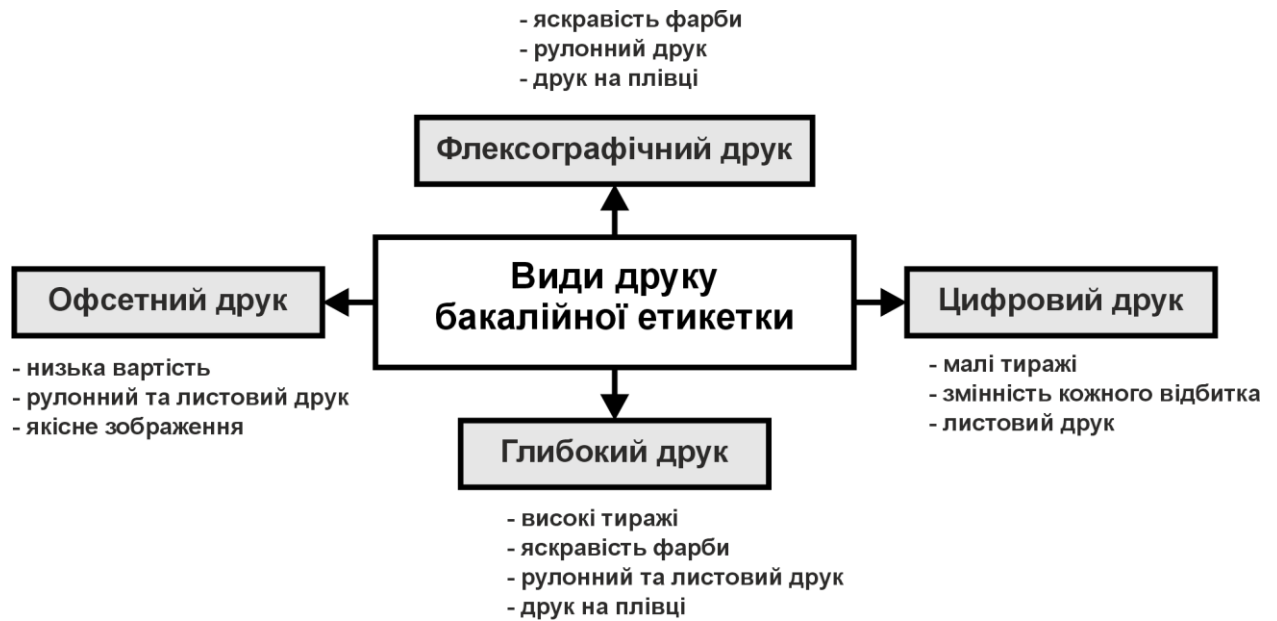 - яскравість фарби
- рулонний друк
- друк на плівці
Флексографічний друк
Види друку
бакалійної етикетки
Офсетний друк
- низька вартість
- рулонний та листовий друк
- якісне зображення
Цифровий друк
- малі тиражі
- змінність кожного відбитка
- листовий друк
Глибокий друк
- високі тиражі
- яскравість фарби
- рулонний та листовий друк
- друк на плівці